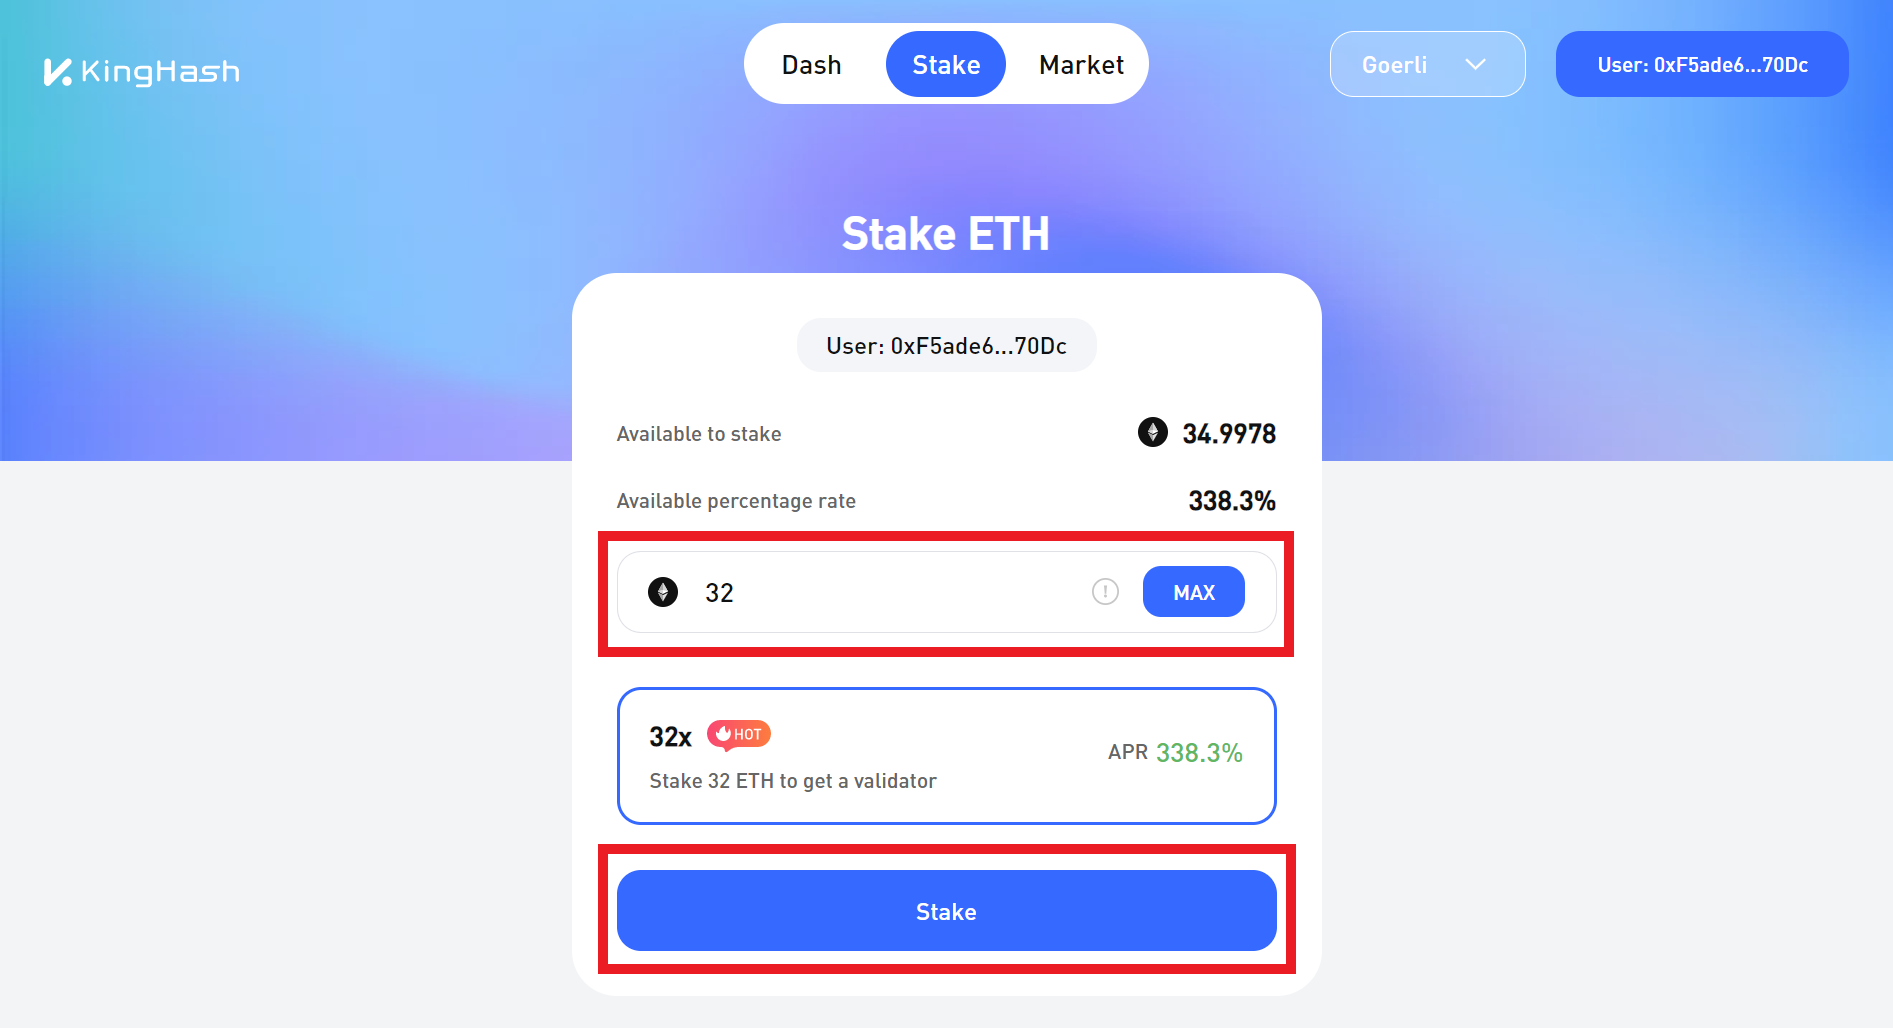 KingHash
Dash Stake Market
Goerli
User: 0xF5ade6...70Dc
Stake ETH
User: 0xF5ade6...70Dc
Available to stake 34.9978
Available percentage rate 338.3%
32 MAX
32x HOT
APR 338.3%
Stake 32 ETH to get a validator
Stake